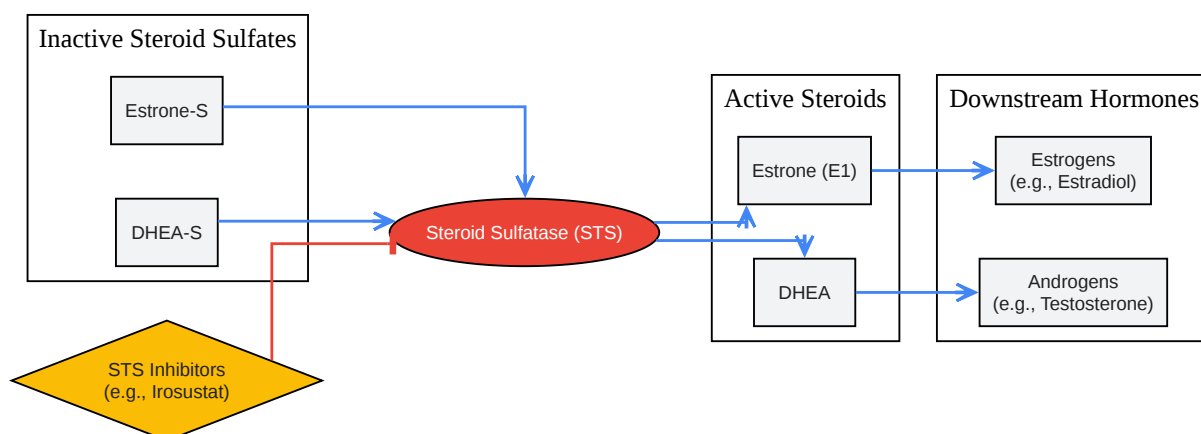 Inactive Steroid Sulfates
Estrone-S
DHEA-S
STS Inhibitors
(e.g., Irosustat)
Steroid Sulfatase (STS)
Active Steroids
Estrone (E1)
DHEA
Downstream Hormones
Estrogens
(e.g., Estradiol)
Androgens
(e.g., Testosterone)